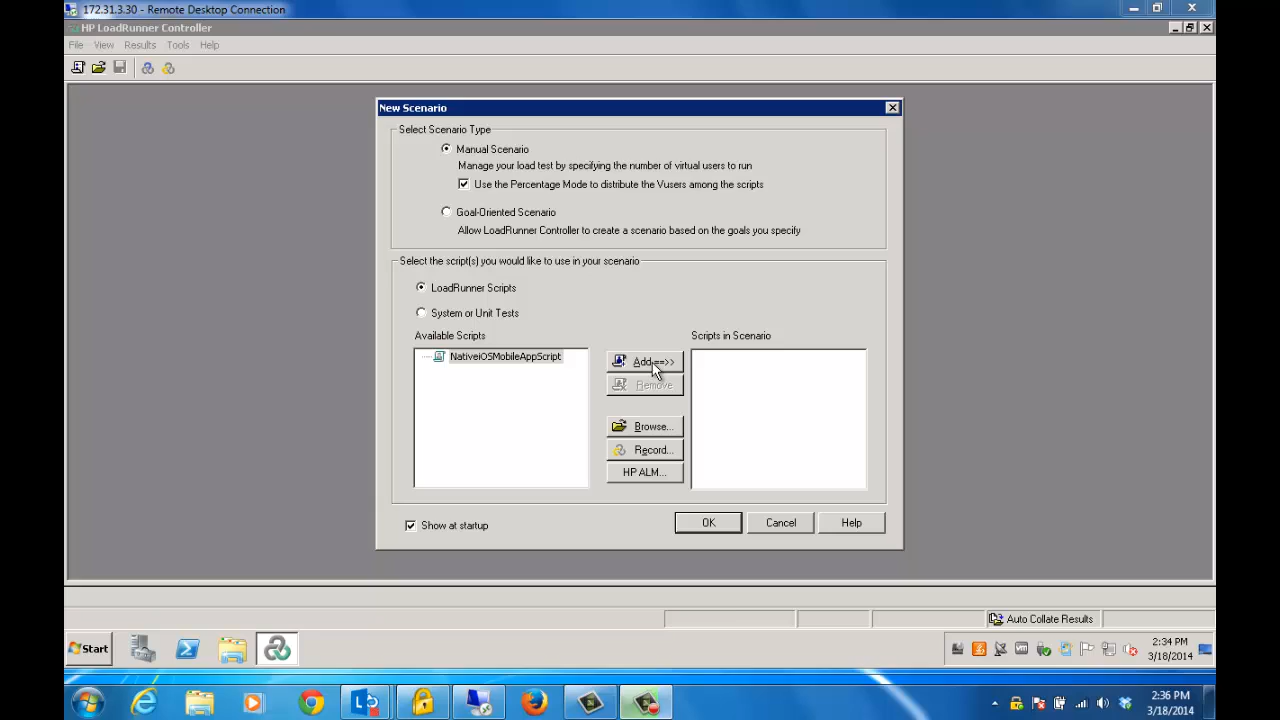 172.31.3.30 - Remote Desktop Connection
HP LoadRunner Controller
File View Results Tools Help
New Scenario
Select Scenario Type
Manual Scenario
Manage your load test by specifying the number of virtual users to run
Use the Percentage Mode to distribute the Vusers among the scripts
Goal-Oriented Scenario
Allow LoadRunner Controller to create a scenario based on the goals you specify
Select the script(s) you would like to use in your scenario
LoadRunner Scripts
System or Unit Tests
Available Scripts
Scripts in Scenario
NativeiOSMobileAppScript
Add ==>>
Remove
Browse...
Record...
HP ALM...
Show at startup
OK Cancel Help
Auto Collate Results
Start
2:34 PM
3/18/2014
2:36 PM
3/18/2014